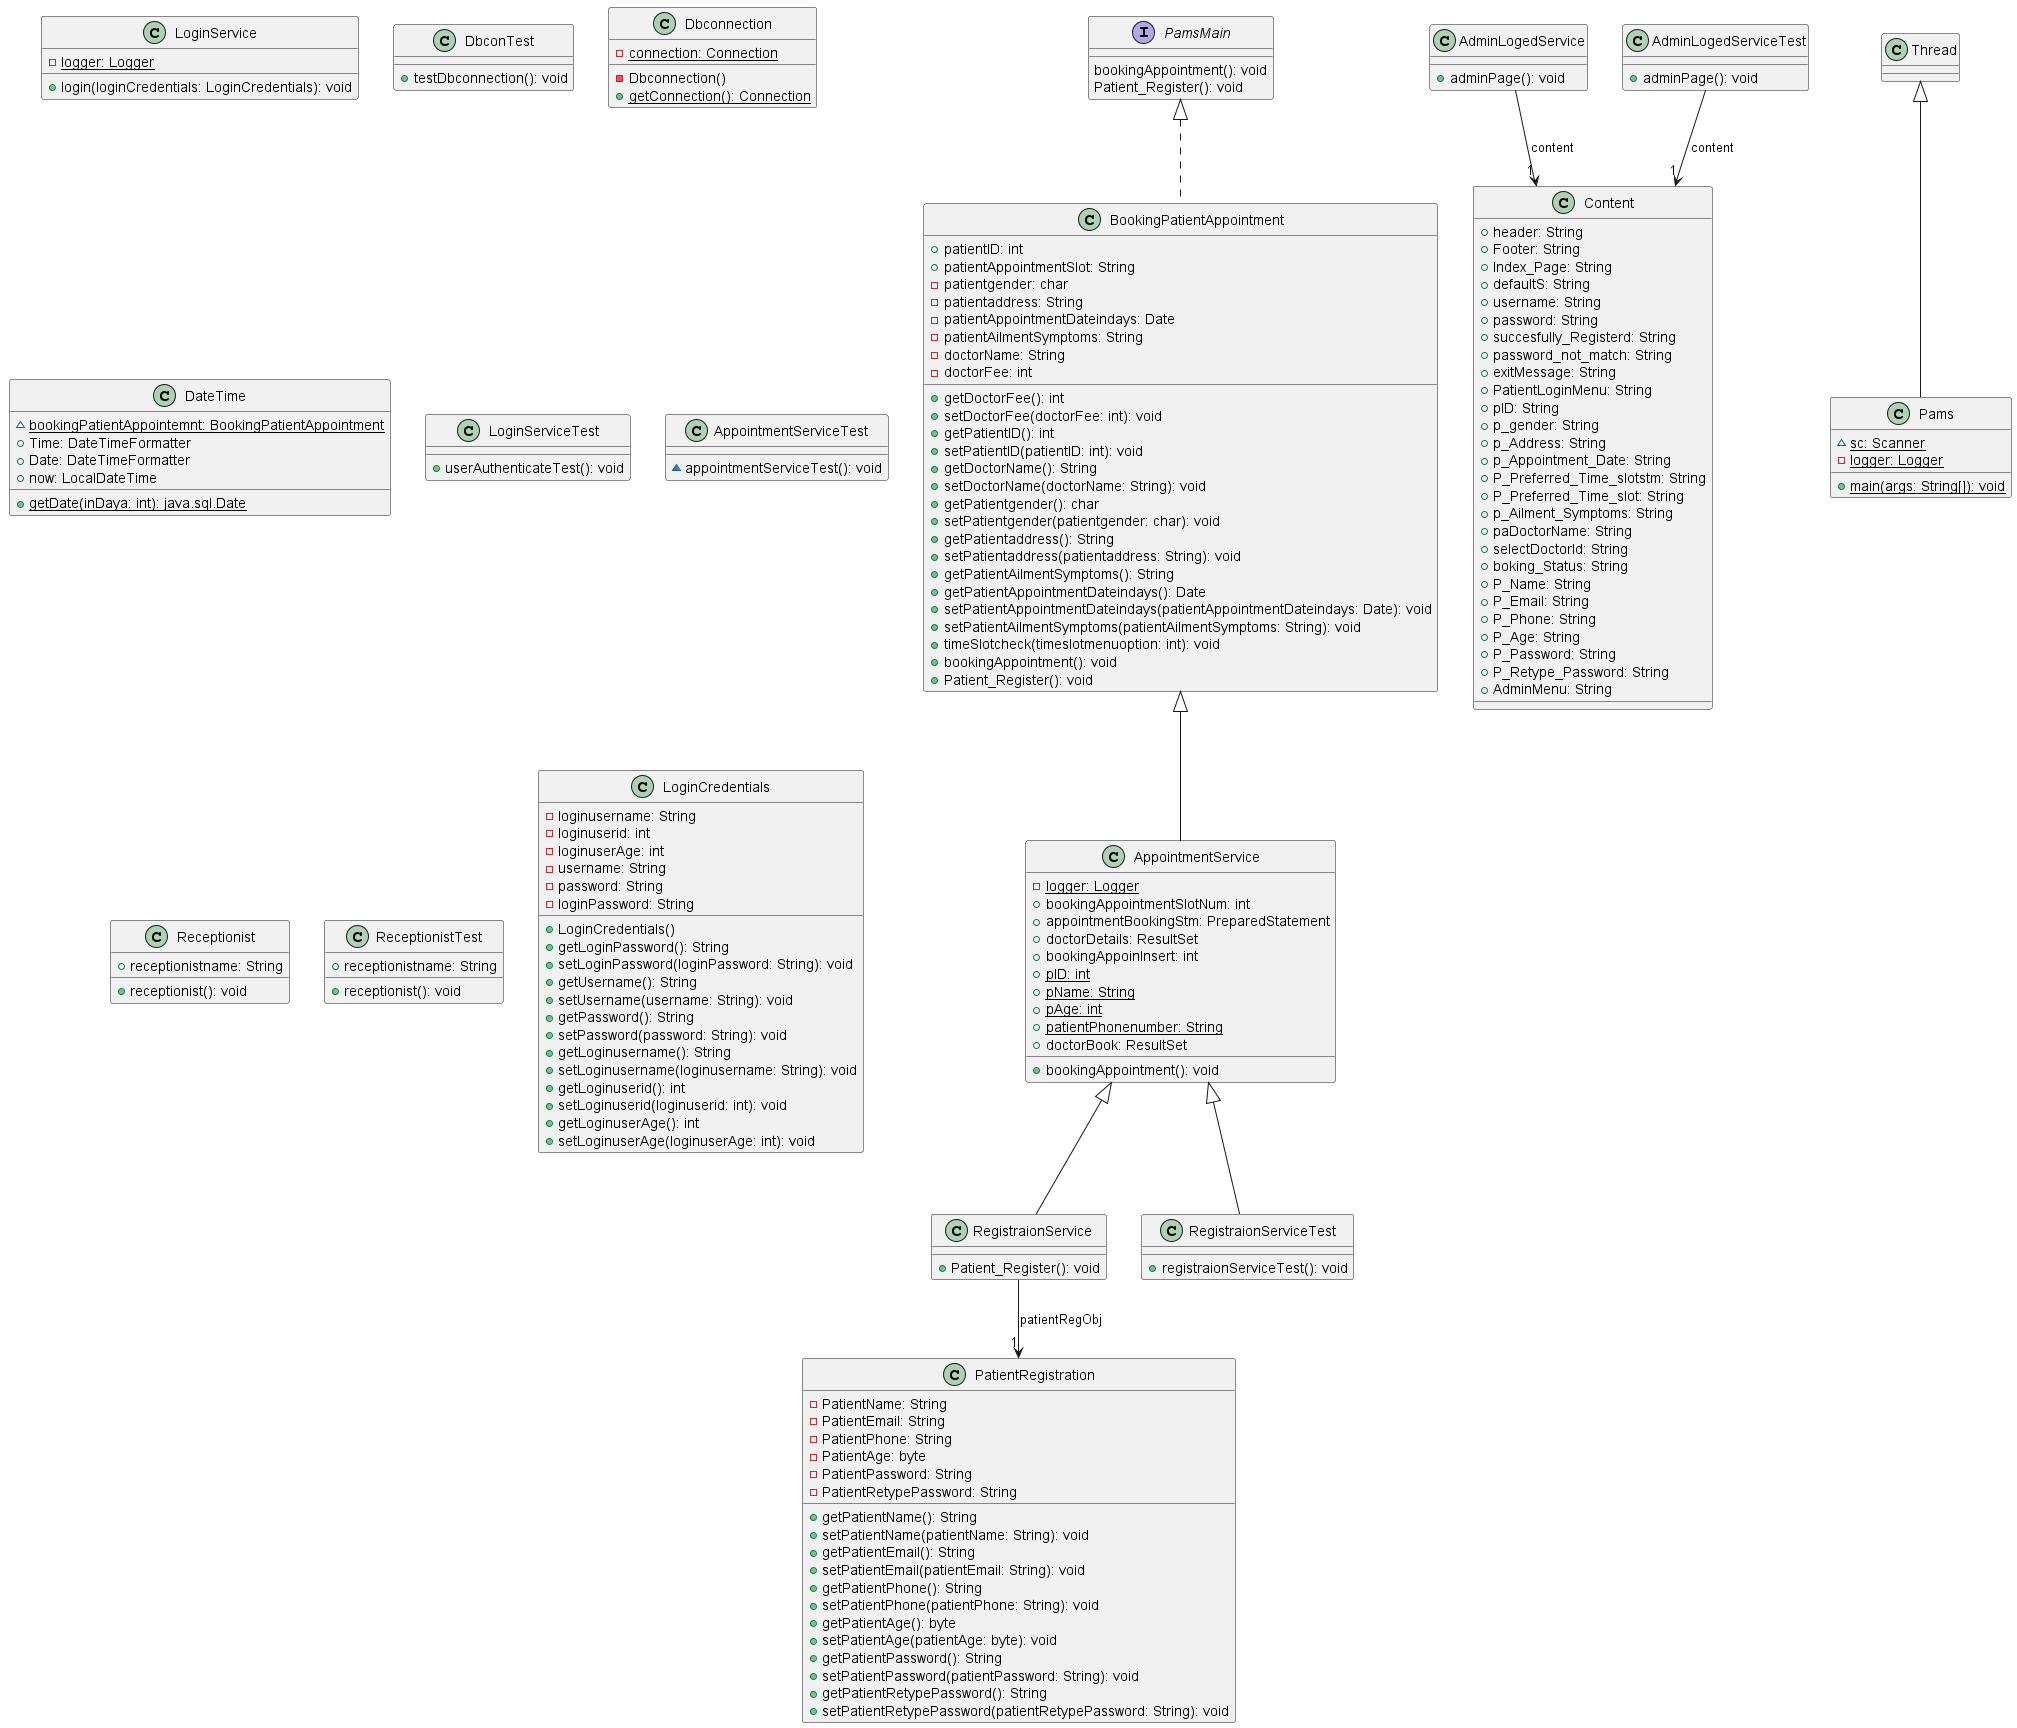 LoginService
logger: Logger
login(loginCredentials: LoginCredentials): void
DbconTest
testDbconnection(): void
Dbconnection
connection: Connection
Dbconnection()
getConnection(): Connection
PamsMain
bookingAppointment(): void
Patient_Register(): void
AdminLogedService
adminPage(): void
AdminLogedServiceTest
adminPage(): void
Thread
content
1
content
1
BookingPatientAppointment
patientID: int
patientAppointmentSlot: String
patientgender: char
patientaddress: String
patientAppointmentDateindays: Date
patientAilmentSymptoms: String
doctorName: String
doctorFee: int
getDoctorFee(): int
setDoctorFee(doctorFee: int): void
getPatientID(): int
setPatientID(patientID: int): void
getDoctorName(): String
setDoctorName(doctorName: String): void
getPatientgender(): char
setPatientgender(patientgender: char): void
getPatientaddress(): String
setPatientaddress(patientaddress: String): void
getPatientAilmentSymptoms(): String
getPatientAppointmentDateindays(): Date
setPatientAppointmentDateindays(patientAppointmentDateindays: Date): void
setPatientAilmentSymptoms(patientAilmentSymptoms: String): void
timeSlotcheck(timeslotmenuoption: int): void
bookingAppointment(): void
Patient_Register(): void
Content
header: String
Footer: String
Index_Page: String
defaultS: String
username: String
password: String
succesfully_Registerd: String
password_not_match: String
exitMessage: String
PatientLoginMenu: String
pID: String
p_gender: String
p_Address: String
p_Appointment_Date: String
P_Preferred_Time_slotstm: String
P_Preferred_Time_slot: String
p_Ailment_Symptoms: String
paDoctorName: String
selectDoctorId: String
boking_Status: String
P_Name: String
P_Email: String
P_Phone: String
P_Age: String
P_Password: String
P_Retype_Password: String
AdminMenu: String
DateTime
bookingPatientAppointemnt: BookingPatientAppointment
Time: DateTimeFormatter
Date: DateTimeFormatter
now: LocalDateTime
getDate(inDaya: int): java.sql.Date
LoginServiceTest
userAuthenticateTest(): void
AppointmentServiceTest
appointmentServiceTest(): void
Pams
sc: Scanner
logger: Logger
main(args: String[]): void
Receptionist
receptionistname: String
receptionist(): void
ReceptionistTest
receptionistname: String
receptionist(): void
LoginCredentials
loginusername: String
loginuserid: int
loginuserAge: int
username: String
password: String
loginPassword: String
LoginCredentials()
getLoginPassword(): String
setLoginPassword(loginPassword: String): void
getUsername(): String
setUsername(username: String): void
getPassword(): String
setPassword(password: String): void
getLoginusername(): String
setLoginusername(loginusername: String): void
getLoginuserid(): int
setLoginuserid(loginuserid: int): void
getLoginuserAge(): int
setLoginuserAge(loginuserAge: int): void
AppointmentService
logger: Logger
bookingAppointmentSlotNum: int
appointmentBookingStm: PreparedStatement
doctorDetails: ResultSet
bookingAppoinInsert: int
pID: int
pName: String
pAge: int
patientPhonenumber: String
doctorBook: ResultSet
bookingAppointment(): void
RegistraionService
Patient_Register(): void
RegistraionServiceTest
registraionServiceTest(): void
patientRegObj
1
PatientRegistration
PatientName: String
PatientEmail: String
PatientPhone: String
PatientAge: byte
PatientPassword: String
PatientRetypePassword: String
getPatientName(): String
setPatientName(patientName: String): void
getPatientEmail(): String
setPatientEmail(patientEmail: String): void
getPatientPhone(): String
setPatientPhone(patientPhone: String): void
getPatientAge(): byte
setPatientAge(patientAge: byte): void
getPatientPassword(): String
setPatientPassword(patientPassword: String): void
getPatientRetypePassword(): String
setPatientRetypePassword(patientRetypePassword: String): void